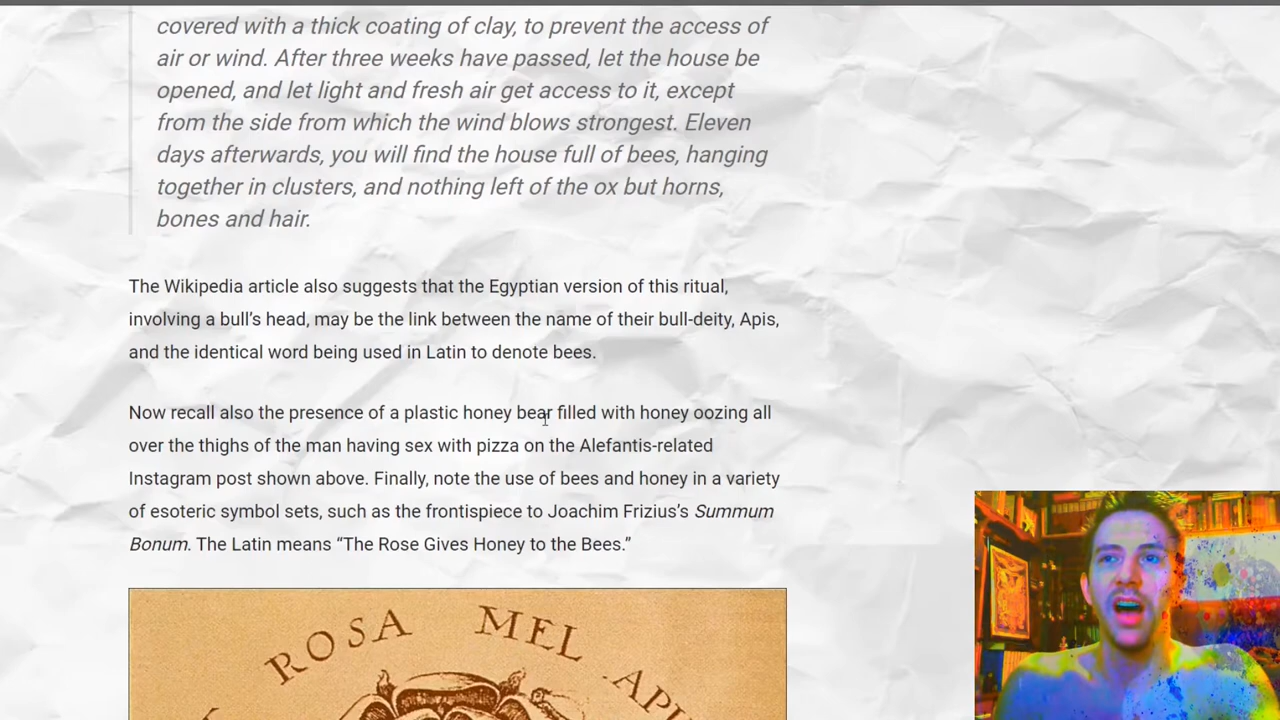 covered with a thick coating of clay, to prevent the access of
air or wind. After three weeks have passed, let the house be
opened, and let light and fresh air get access to it, except
from the side from which the wind blows strongest. Eleven
days afterwards, you will find the house full of bees, hanging
together in clusters, and nothing left of the ox but horns,
bones and hair.
The Wikipedia article also suggests that the Egyptian version of this ritual,
involving a bull’s head, may be the link between the name of their bull-deity, Apis,
and the identical word being used in Latin to denote bees.
Now recall also the presence of a plastic honey bear filled with honey oozing all
over the thighs of the man having sex with pizza on the Alefantis-related
Instagram post shown above. Finally, note the use of bees and honey in a variety
of esoteric symbol sets, such as the frontispiece to Joachim Frizius’s Summum
Bonum. The Latin means “The Rose Gives Honey to the Bees.”
ROSA MEL